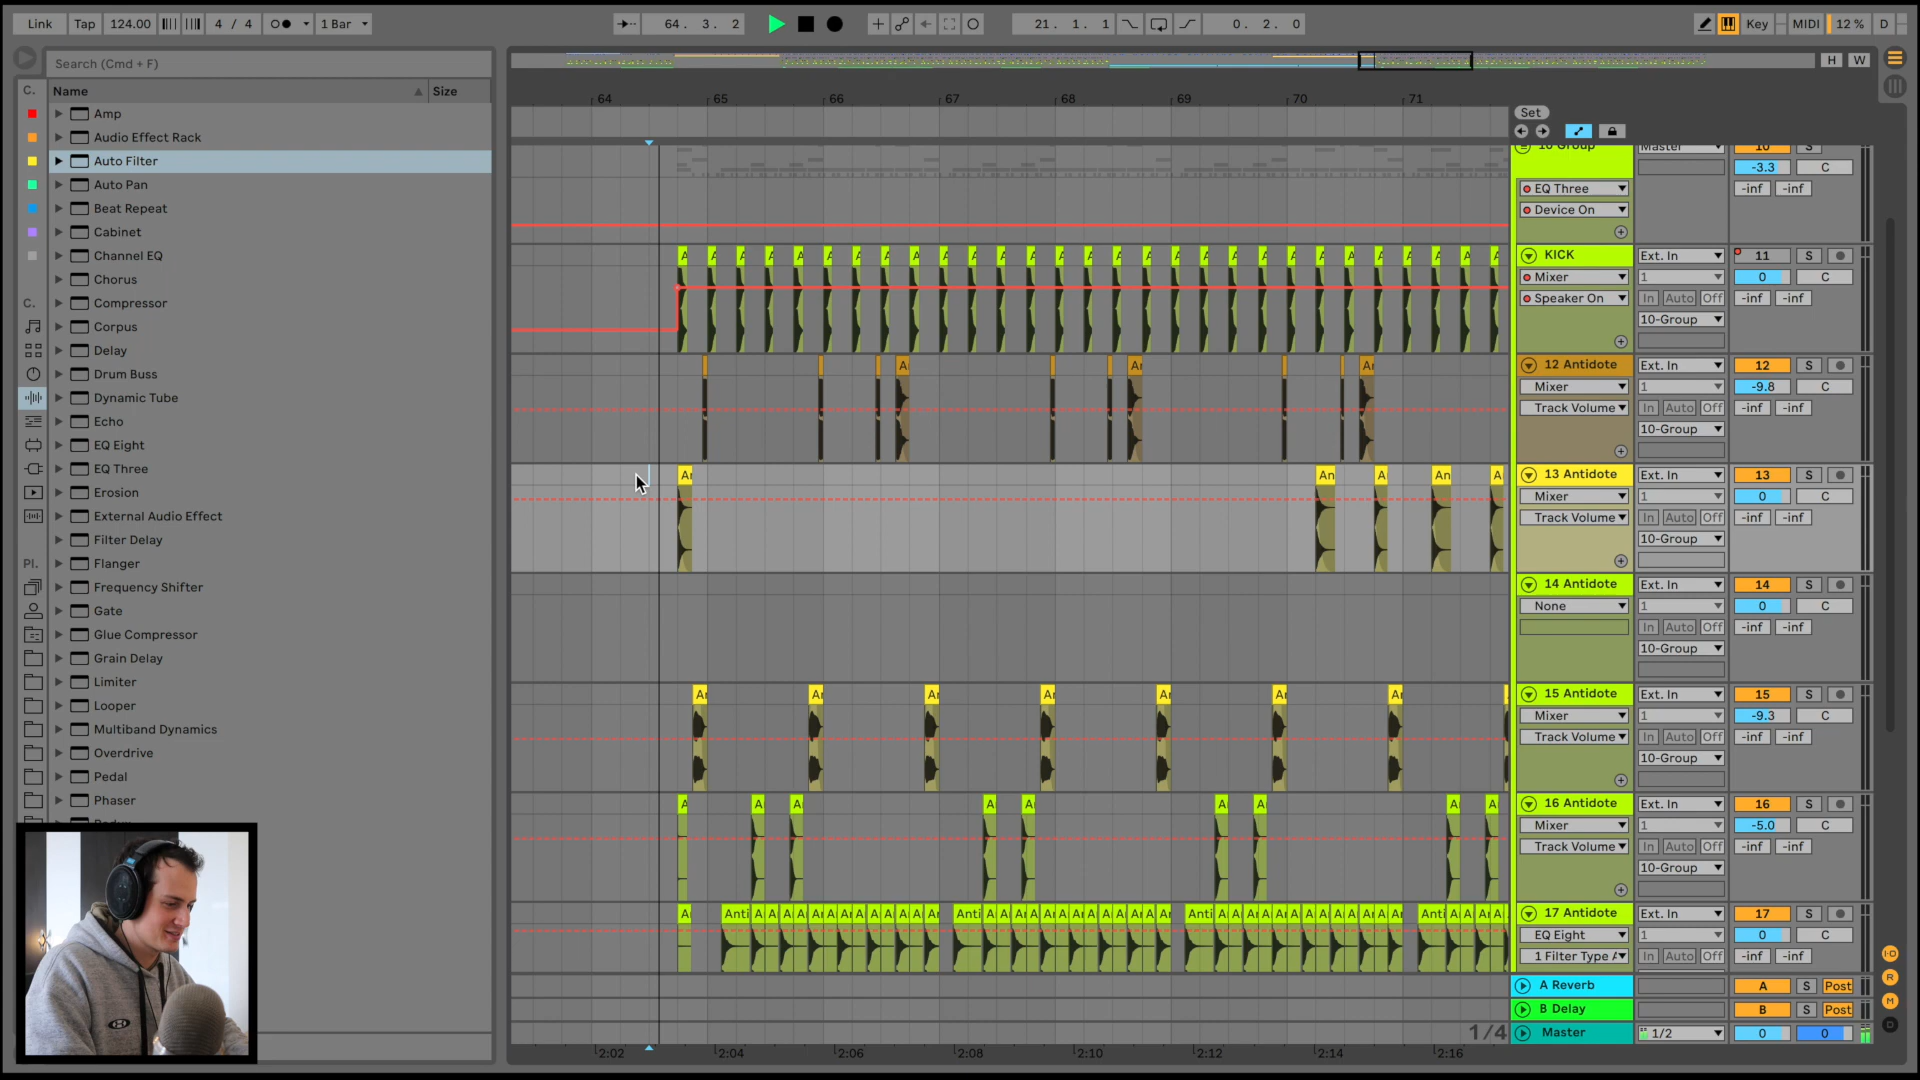 Link Tap 124.00 4 / 4 1 Bar 64. 3. 2 21. 1. 1 0. 2. 0 Key MIDI 12 % D
Search (Cmd + F)
H W
C. Name Size
Amp
Audio Effect Rack
Auto Filter
Auto Pan
Beat Repeat
Cabinet
Channel EQ
Chorus
C. Compressor
Corpus
Delay
Drum Buss
Dynamic Tube
Echo
EQ Eight
EQ Three
Erosion
External Audio Effect
Filter Delay
Flanger
Pl.
Frequency Shifter
Gate
Glue Compressor
Grain Delay
Limiter
Looper
Multiband Dynamics
Overdrive
Pedal
Phaser
64 65 66 67 68 69 70 71
Set
10 Group Master 10 S
-3.3 C
EQ Three -inf -inf
Device On
KICK Ext. In 11 S
Mixer 1 0 C
Speaker On In Auto Off -inf -inf
10-Group
12 Antidote Ext. In 12 S
Mixer 1 -9.8 C
Track Volume In Auto Off -inf -inf
10-Group
An 13 Antidote Ext. In 13 S
Mixer 1 0 C
Track Volume In Auto Off -inf -inf
10-Group
14 Antidote Ext. In 14 S
None 1 0 C
In Auto Off -inf -inf
10-Group
15 Antidote Ext. In 15 S
Mixer 1 -9.3 C
Track Volume In Auto Off -inf -inf
10-Group
16 Antidote Ext. In 16 S
Mixer 1 -5.0 C
Track Volume In Auto Off -inf -inf
10-Group
Anti Anti Anti Anti 17 Antidote Ext. In 17 S
EQ Eight 1 0 C
1 Filter Type A In Auto Off -inf -inf
A Reverb A S Post
B Delay B S Post
1/4 Master 1/2 0 0
2:02 2:04 2:06 2:08 2:10 2:12 2:14 2:16
I·O
R
M
D